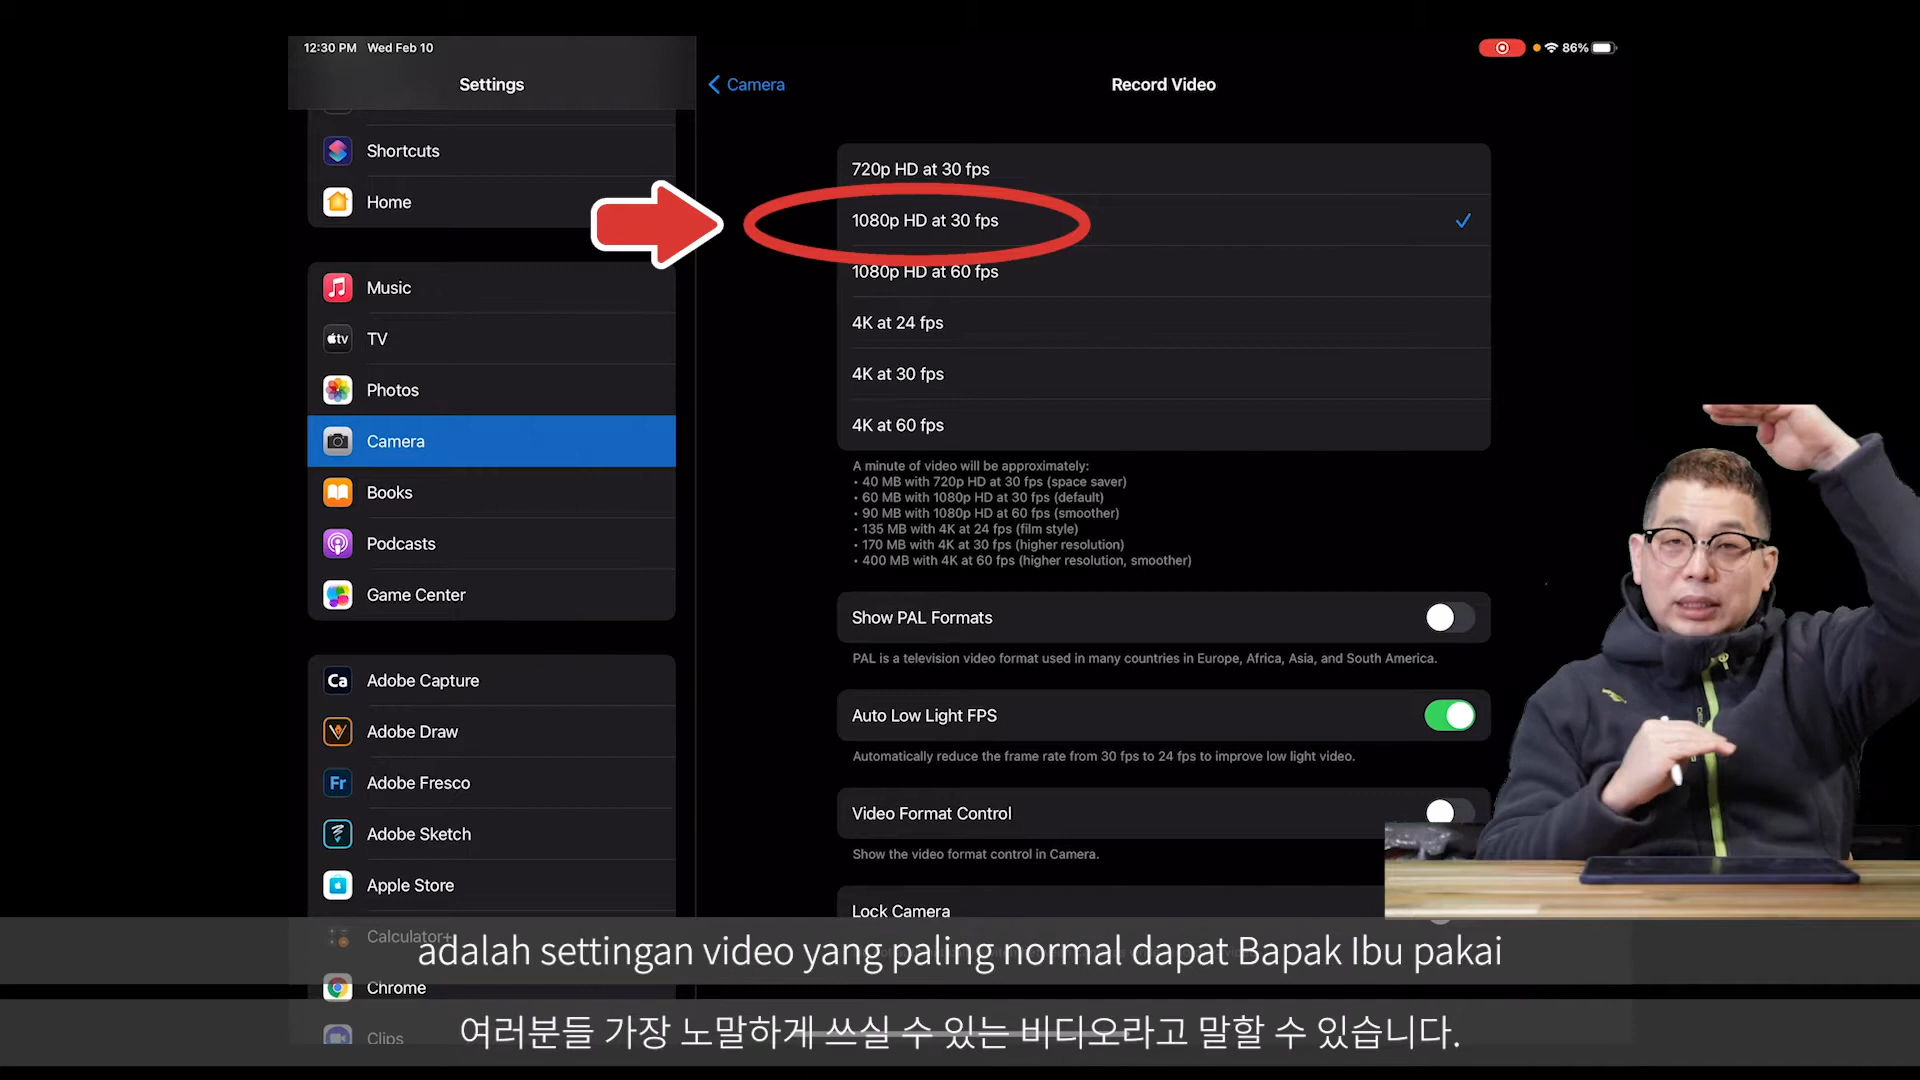 12:30 PM Wed Feb 10
86%
Settings
Shortcuts
Home
Music
TV
Photos
Camera
Books
Podcasts
Game Center
Adobe Capture
Adobe Draw
Adobe Fresco
Adobe Sketch
Apple Store
Calculator+
Chrome
Clips
Camera
Record Video
720p HD at 30 fps
1080p HD at 30 fps
1080p HD at 60 fps
4K at 24 fps
4K at 30 fps
4K at 60 fps
A minute of video will be approximately:
• 40 MB with 720p HD at 30 fps (space saver)
• 60 MB with 1080p HD at 30 fps (default)
• 90 MB with 1080p HD at 60 fps (smoother)
• 135 MB with 4K at 24 fps (film style)
• 170 MB with 4K at 30 fps (higher resolution)
• 400 MB with 4K at 60 fps (higher resolution, smoother)
Show PAL Formats
PAL is a television video format used in many countries in Europe, Africa, Asia, and South America.
Auto Low Light FPS
Automatically reduce the frame rate from 30 fps to 24 fps to improve low light video.
Video Format Control
Show the video format control in Camera.
Lock Camera
adalah settingan video yang paling normal dapat Bapak Ibu pakai
여러분들 가장 노말하게 쓰실 수 있는 비디오라고 말할 수 있습니다.